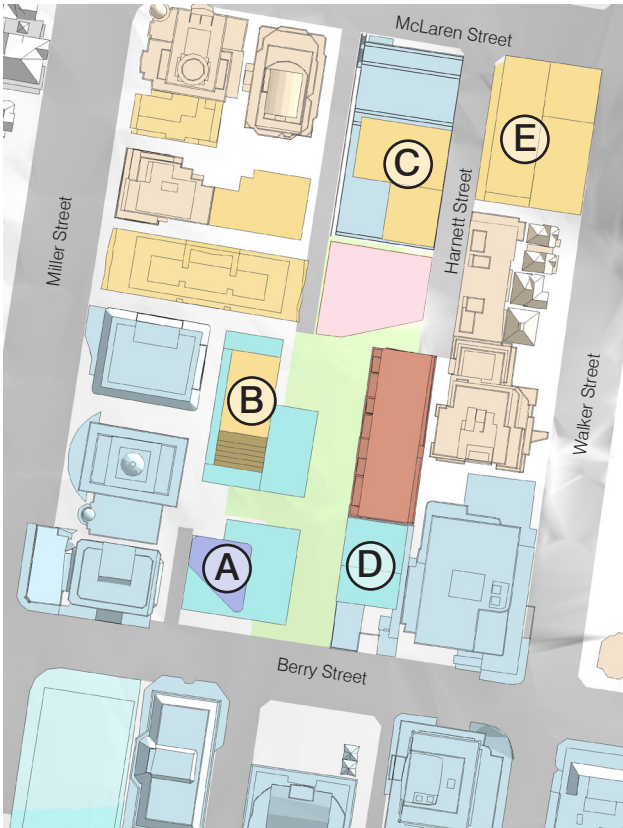 McLaren Street
E
C
Harnett Street
Miller Street
B
Walker Street
A
D
Berry Street